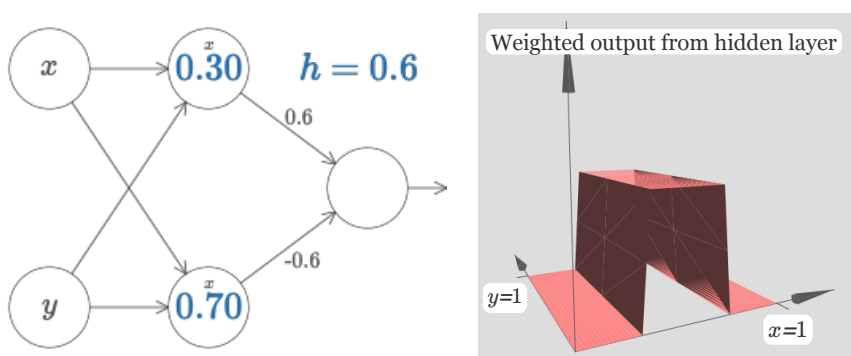 x
x
0.30
h = 0.6
0.6
-0.6
y
x
0.70
Weighted output from hidden layer
y=1
x=1